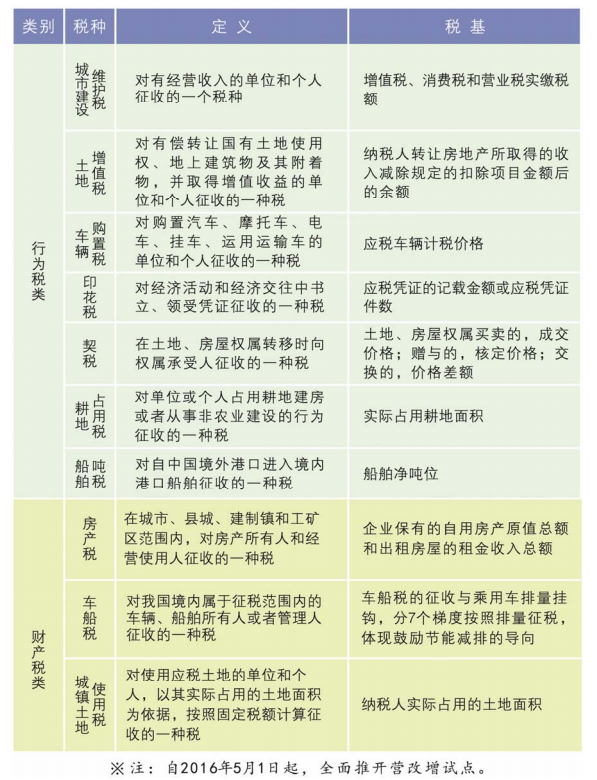 类别 税种 定义 税基
行为税类
城市建设维护税
对有经营收入的单位和个人
征收的一个税种
增值税、消费税和营业税实缴税
额
土地增值税
对有偿转让国有土地使用
权、地上建筑物及其附着
物，并取得增值收益的单
位和个人征收的一种税
纳税人转让房地产所取得的收
入减除规定的扣除项目金额后
的余额
车辆购置税
对购置汽车、摩托车、电
车、挂车、运用运输车的
单位和个人征收的一种税
应税车辆计税价格
印花税
对经济活动和经济交往中书
立、领受凭证征收的一种税
应税凭证的记载金额或应税凭证
件数
契税
在土地、房屋权属转移时向
权属承受人征收的一种税
土地、房屋权属买卖的，成交
价格；赠与的，核定价格；交
换的，价格差额
耕地占用税
对单位或个人占用耕地建房
或者从事非农业建设的行为
征收的一种税
实际占用耕地面积
船舶吨税
对自中国境外港口进入境内
港口船舶征收的一种税
船舶净吨位
财产税类
房产税
在城市、县城、建制镇和工矿
区范围内，对房产所有人和经
营使用人征收的一种税
企业保有的自用房产原值总额
和出租房屋的租金收入总额
车船税
对我国境内属于征税范围内的
车辆、船舶所有人或者管理人
征收的一种税
车船税的征收与乘用车排量挂
钩，分7个梯度按照排量征税，
体现鼓励节能减排的导向
城镇土地使用税
对使用应税土地的单位和个
人，以其实际占用的土地面积
为依据，按照固定税额计算征
收的一种税
纳税人实际占用的土地面积
※注：自2016年5月1日起，全面推开营改增试点。